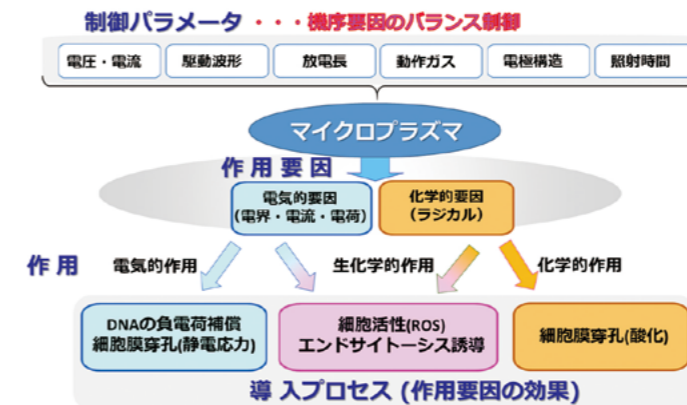 制御パラメータ ・・・機序要因のバランス制御
電圧・電流
駆動波形
放電長
動作ガス
電極構造
照射時間
マイクロプラズマ
作用要因
電気的要因
(電界・電流・電荷)
化学的要因
(ラジカル)
作用
電気的作用
生化学的作用
化学的作用
DNAの負電荷補償
細胞膜穿孔(静電応力)
細胞活性(ROS)
エンドサイトーシス誘導
細胞膜穿孔(酸化)
導入プロセス (作用要因の効果)